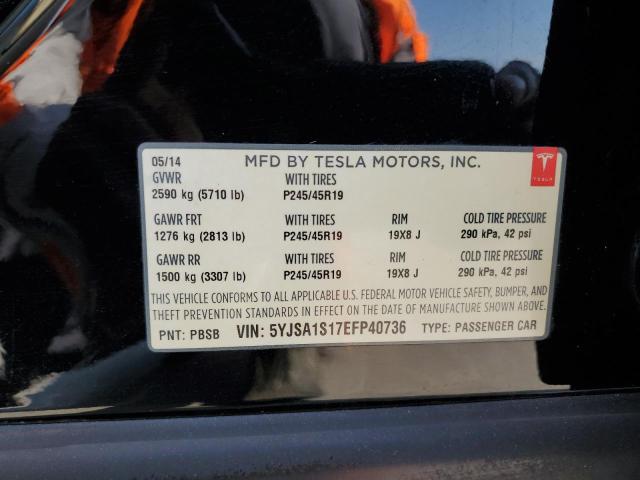 05/14 MFD BY TESLA MOTORS, INC.
GVWR WITH TIRES
2590 kg (5710 lb) P245/45R19
GAWR FRT WITH TIRES RIM COLD TIRE PRESSURE
1276 kg (2813 lb) P245/45R19 19X8 J 290 kPa, 42 psi
GAWR RR WITH TIRES RIM COLD TIRE PRESSURE
1500 kg (3307 lb) P245/45R19 19X8 J 290 kPa, 42 psi
THIS VEHICLE CONFORMS TO ALL APPLICABLE U.S. FEDERAL MOTOR VEHICLE SAFETY, BUMPER, AND
THEFT PREVENTION STANDARDS IN EFFECT ON THE DATE OF MANUFACTURE SHOWN ABOVE.
PNT: PBSB VIN: 5YJSA1S17EFP40736 TYPE: PASSENGER CAR
TESLA